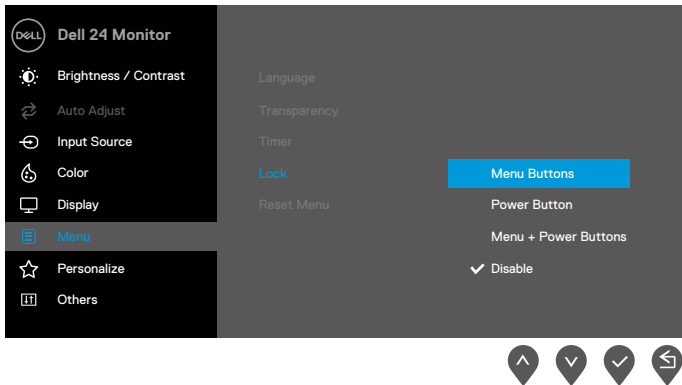 DELL
Dell 24 Monitor
Brightness / Contrast
Auto Adjust
Input Source
Color
Display
Menu
Personalize
Others
Language
Transparency
Timer
Lock
Reset Menu
Menu Buttons
Power Button
Menu + Power Buttons
Disable